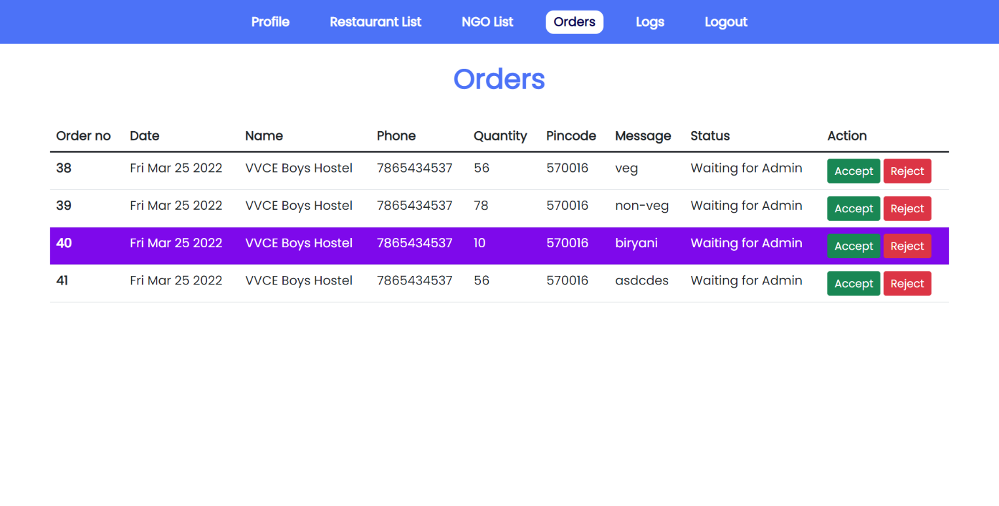 Profile Restaurant List NGO List Orders Logs Logout
Orders
Order no Date Name Phone Quantity Pincode Message Status Action
38 Fri Mar 25 2022 VVCE Boys Hostel 7865434537 56 570016 veg Waiting for Admin Accept Reject
39 Fri Mar 25 2022 VVCE Boys Hostel 7865434537 78 570016 non-veg Waiting for Admin Accept Reject
40 Fri Mar 25 2022 VVCE Boys Hostel 7865434537 10 570016 biryani Waiting for Admin Accept Reject
41 Fri Mar 25 2022 VVCE Boys Hostel 7865434537 56 570016 asdcdes Waiting for Admin Accept Reject